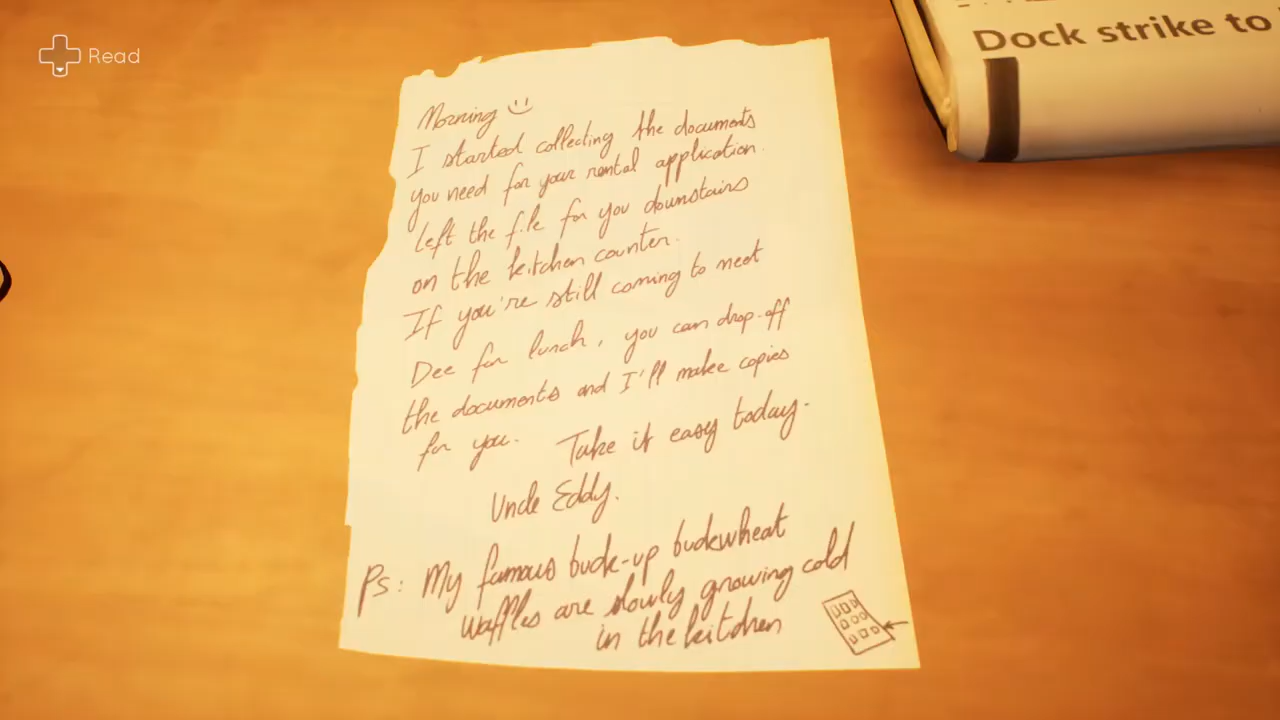 Read
Dock strike to
Morning
I started collecting the documents
you need for your rental application.
Left the file for you downstairs
on the kitchen counter.
If you're still coming to meet
Dee for lunch, you can drop-off
the documents and I'll make copies
for you. Take it easy today.
Uncle Eddy.
Ps: My famous buck-up buckwheat
waffles are slowly growing cold
in the kitchen